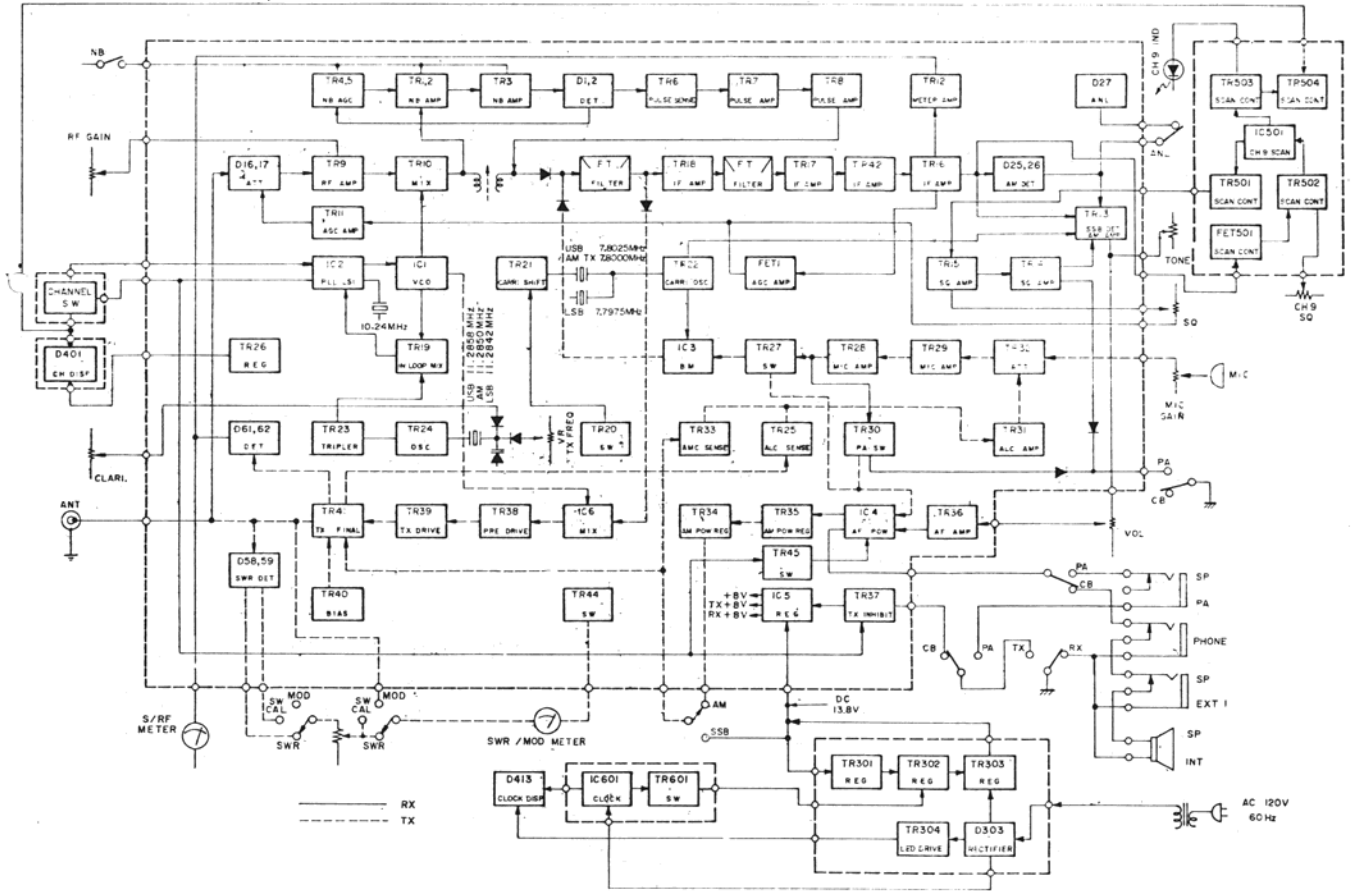 NB
CH 9 IND
TR4,5
NB AGC
TR1,2
NB AMP
TR3
NB AMP
D1,2
DET
TR6
PULSE SENSE
TR7
PULSE AMP
TR8
PULSE AMP
TR12
METER AMP
D27
ANL
TR503
SCAN CONT
TR504
SCAN CONT
IC501
CH 9 SCAN
RF GAIN
D16,17
ATT
TR9
RF AMP
TR10
MIX
FT
FILTER
TR18
IF AMP
FT
FILTER
TR17
IF AMP
TR42
IF AMP
TR16
IF AMP
D25,26
AM DET
ANL
TR501
SCAN CONT
TR502
SCAN CONT
TR11
AGC AMP
TR13
SSB DET
AM AMP
TONE
FET501
SCAN CONT
USB 7.8025MHz
AM TX 7.8000MHz
LSB 7.7975MHz
CHANNEL
SW
IC2
PLL LSI
IC1
VCO
TR21
CARRI SHIFT
TR22
CARRI OSC
FET1
AGC AMP
TR15
SQ AMP
TR14
SQ AMP
SQ
CH 9
SQ
10.24MHz
USB 11.2858 MHz
AM 11.2850MHz
LSB 11.2842 MHz
D401
CH DISP
TR26
REG
TR19
IN LOOP MIX
IC3
BM
TR27
SW
TR28
MIC AMP
TR29
MIC AMP
TR32
ATT
MIC
MIC
GAIN
D61,62
DET
TR23
TRIPLER
TR24
OSC
VR
TX FREQ
TR20
SW
TR33
AMC SENSE
TR25
ALC SENSE
TR30
PA SW
TR31
ALC AMP
CLARI.
PA
CB
ANT
TR41
TX FINAL
TR39
TX DRIVE
TR38
PRE DRIVE
IC6
MIX
TR34
AM POW REG
TR35
AM POW REG
IC4
AF POW
TR36
AF AMP
VOL
D58,59
SWR DET
TR45
SW
PA
CB
SP
PA
TR40
BIAS
TR44
SW
+8V
TX+8V
RX+8V
IC5
REG
TR37
TX INHIBIT
CB
PA
TX
RX
PHONE
SP
EXT 1
SP
INT
S/RF
METER
SW
CAL
MOD
SWR
SW
CAL
MOD
SWR
SWR / MOD METER
AM
SSB
DC
13.8V
RX
TX
D413
CLOCK DISP
IC601
CLOCK
TR601
SW
TR301
REG
TR302
REG
TR303
REG
TR304
LED DRIVE
D303
RECTIFIER
AC 120V
60 Hz